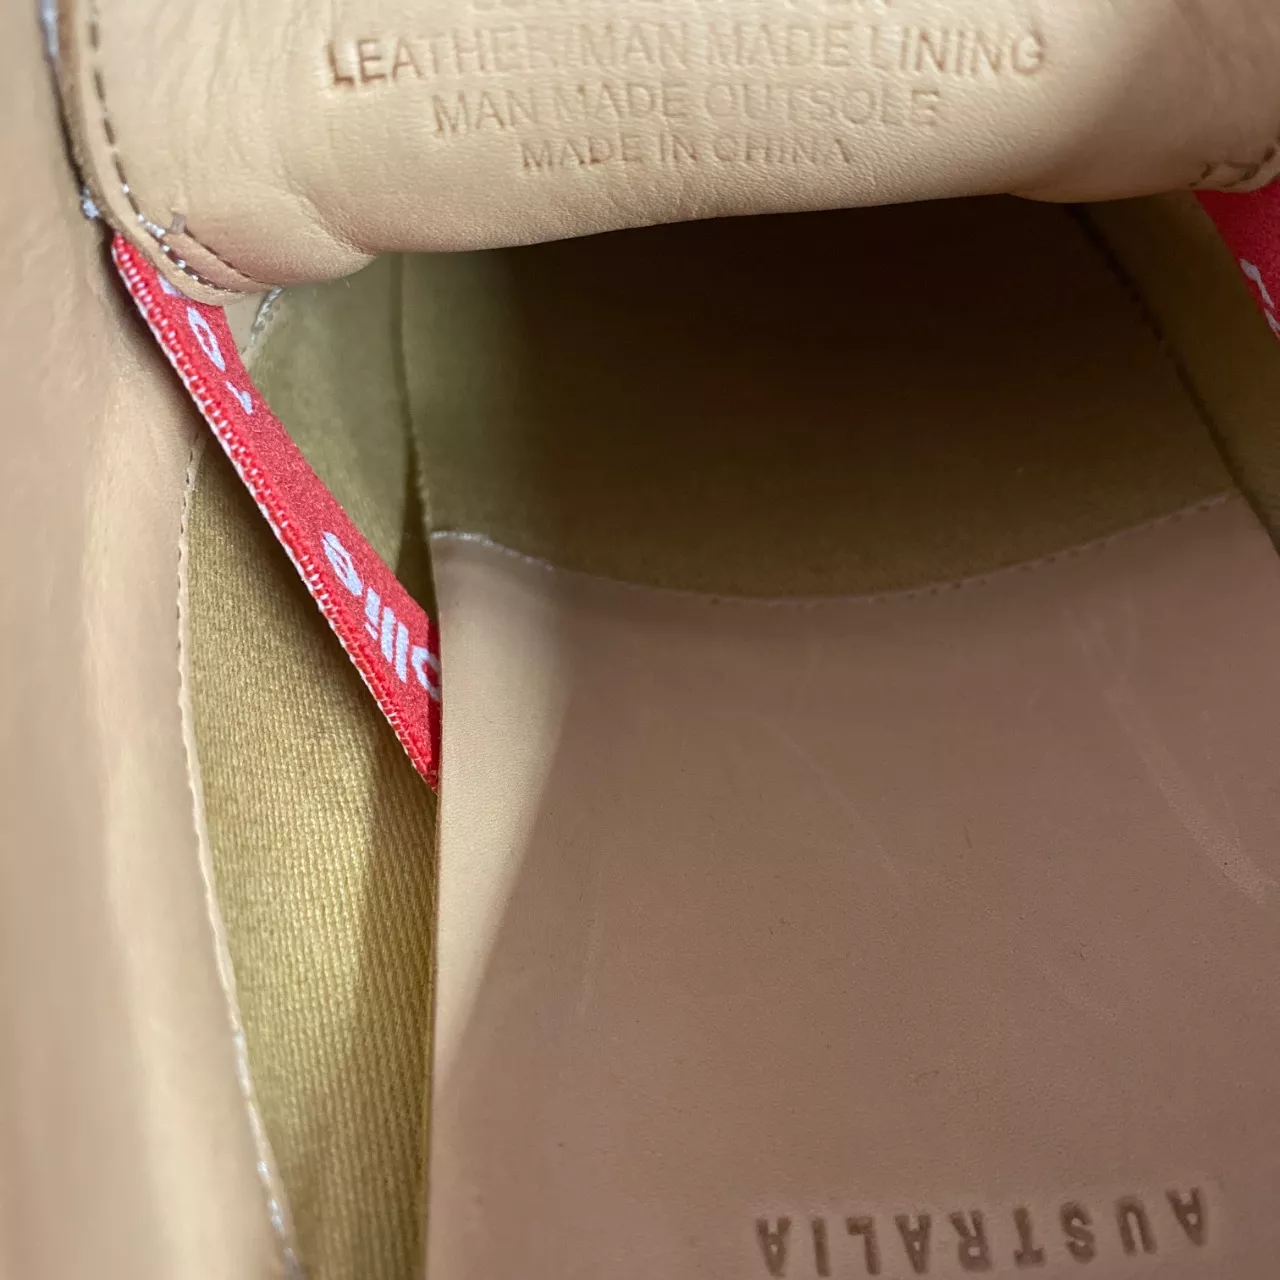 LEATHER/MAN MADE LINING
MAN MADE OUTSOLE
MADE IN CHINA
AUSTRALIA